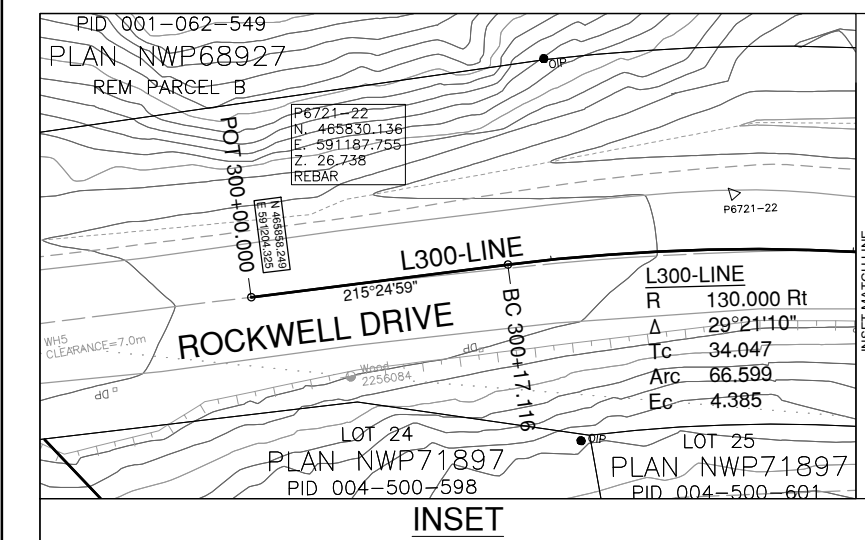 PID 001-062-549
PLAN NWP68927
REM PARCEL B
OIP
P6721-22
N. 465830.136
E. 591187.755
Z. 26.738
REBAR
POT 300+00.000
N 465858.249
E 591204.325
P6721-22
L300-LINE
215°24'59"
BC 300+17.116
ROCKWELL DRIVE
L300-LINE
R 130.000 Rt
Δ 29°21'10"
Tc 34.047
Arc 66.599
Ec 4.385
WH5
CLEARANCE=7.0m
DP
DP
Wood
2256084
LOT 24
PLAN NWP71897
PID 004-500-598
OIP
LOT 25
PLAN NWP71897
PID 004-500-601
INSET